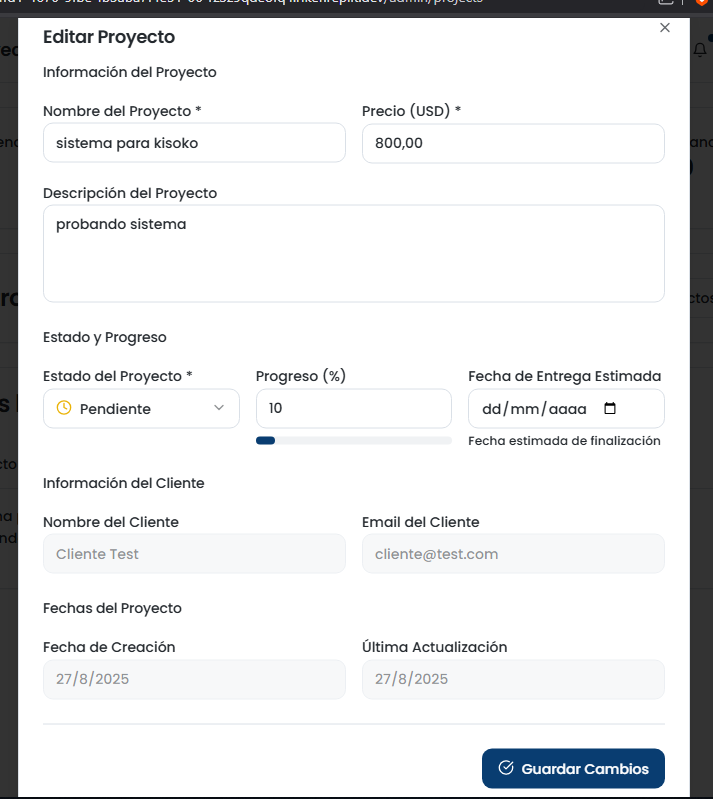 Editar Proyecto
Información del Proyecto
Nombre del Proyecto * Precio (USD) *
sistema para kisoko 800,00
Descripción del Proyecto
probando sistema
Estado y Progreso
Estado del Proyecto * Progreso (%) Fecha de Entrega Estimada
Pendiente 10 dd/mm/aaaa
Fecha estimada de finalización
Información del Cliente
Nombre del Cliente Email del Cliente
Cliente Test cliente@test.com
Fechas del Proyecto
Fecha de Creación Última Actualización
27/8/2025 27/8/2025
Guardar Cambios